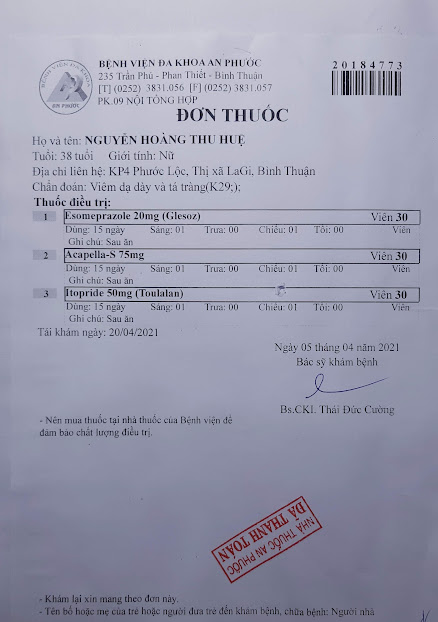 BỆNH VIỆN ĐA KHOA AN PHƯỚC
235 Trần Phú - Phan Thiết - Bình Thuận
[T] (0252) 3831.056 [F] (0252) 3831.057
PK.09 NỘI TỔNG HỢP
AN PHƯỚC
20184773
ĐƠN THUỐC
Họ và tên: NGUYỄN HOÀNG THU HUỆ
Tuổi: 38 tuổi Giới tính: Nữ
Địa chỉ liên hệ: KP4 Phước Lộc, Thị xã LaGi, Bình Thuận
Chẩn đoán: Viêm dạ dày và tá tràng(K29;);
Thuốc điều trị:
1 Esomeprazole 20mg (Glesoz) Viên 30
Dùng: 15 ngày Sáng: 01 Trưa: 00 Chiều: 01 Tối: 00 Viên
Ghi chú: Sau ăn
2 Acapella-S 75mg Viên 30
Dùng: 15 ngày Sáng: 01 Trưa: 00 Chiều: 01 Tối: 00 Viên
Ghi chú: Sau ăn
3 Itopride 50mg (Toulalan) Viên 30
Dùng: 15 ngày Sáng: 01 Trưa: 00 Chiều: 01 Tối: 00 Viên
Ghi chú: Sau ăn
Tái khám ngày: 20/04/2021
Ngày 05 tháng 04 năm 2021
Bác sỹ khám bệnh
Bs.CKI. Thái Đức Cường
- Nên mua thuốc tại nhà thuốc của Bệnh viện để
đảm bảo chất lượng điều trị.
NHÀ THUỐC AN PHƯỚC
ĐÃ THANH TOÁN
- Khám lại xin mang theo đơn này.
- Tên bố hoặc mẹ của trẻ hoặc người đưa trẻ đến khám bệnh, chữa bệnh: Người nhà